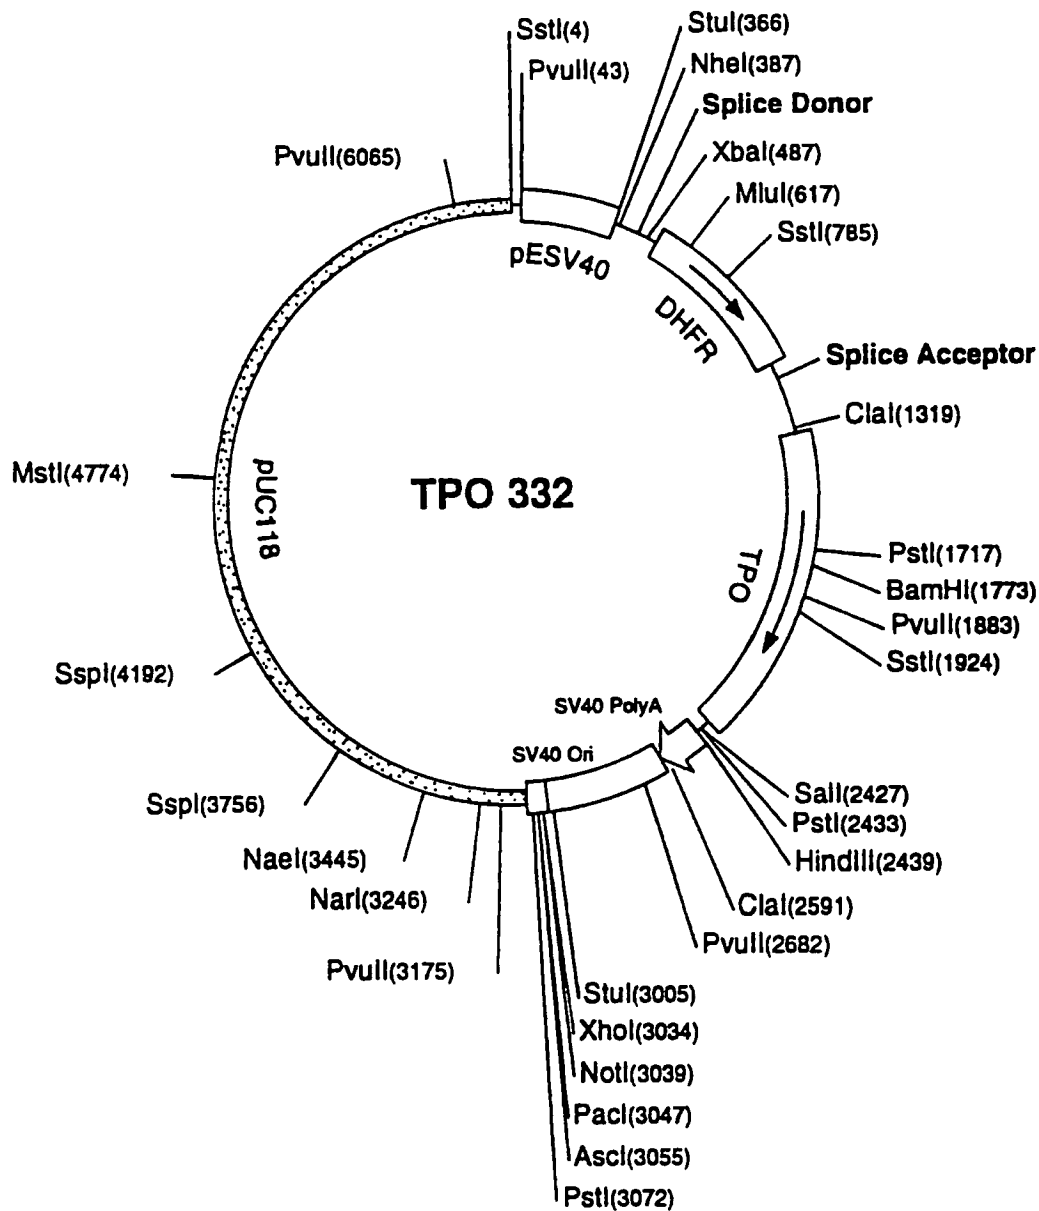 SstI(4)
StuI(366)
PvuII(43)
NheI(387)
Splice Donor
PvuII(6065)
XbaI(487)
MluI(617)
SstI(785)
pESV40
DHFR
Splice Acceptor
ClaI(1319)
MstI(4774)
pUC118
TPO 332
TPO
PstI(1717)
BamHI(1773)
PvuII(1883)
SstI(1924)
SspI(4192)
SV40 PolyA
SV40 Ori
SspI(3756)
SalI(2427)
PstI(2433)
HindIII(2439)
NaeI(3445)
NarI(3246)
ClaI(2591)
PvuII(2682)
PvuII(3175)
StuI(3005)
XhoI(3034)
NotI(3039)
PacI(3047)
AscI(3055)
PstI(3072)